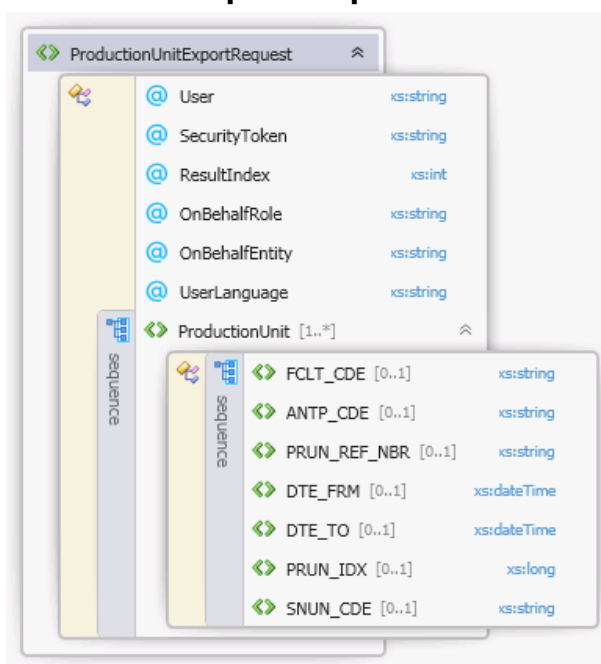 ProductionUnitExportRequest
@ User xs:string
@ SecurityToken xs:string
@ ResultIndex xs:int
@ OnBehalfRole xs:string
@ OnBehalfEntity xs:string
@ UserLanguage xs:string
sequence
ProductionUnit [1..*]
sequence
FCLT_CDE [0..1] xs:string
ANTP_CDE [0..1] xs:string
PRUN_REF_NBR [0..1] xs:string
DTE_FRM [0..1] xs:dateTime
DTE_TO [0..1] xs:dateTime
PRUN_IDX [0..1] xs:long
SNUN_CDE [0..1] xs:string